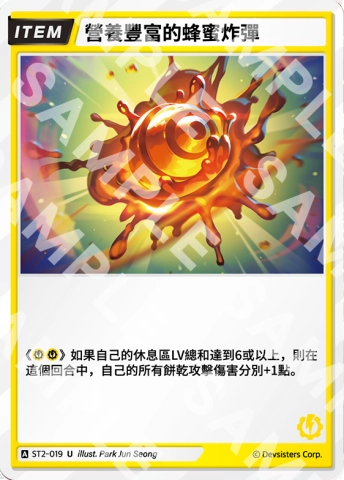 ITEM
營養豐富的蜂蜜炸彈
SAMPLE
《》如果自己的休息區LV總和達到6或以上，則在
這個回合中，自己的所有餅乾攻擊傷害分別+1點。
A ST2-019 U illust. Park Jun Seong
© Devsisters Corp.